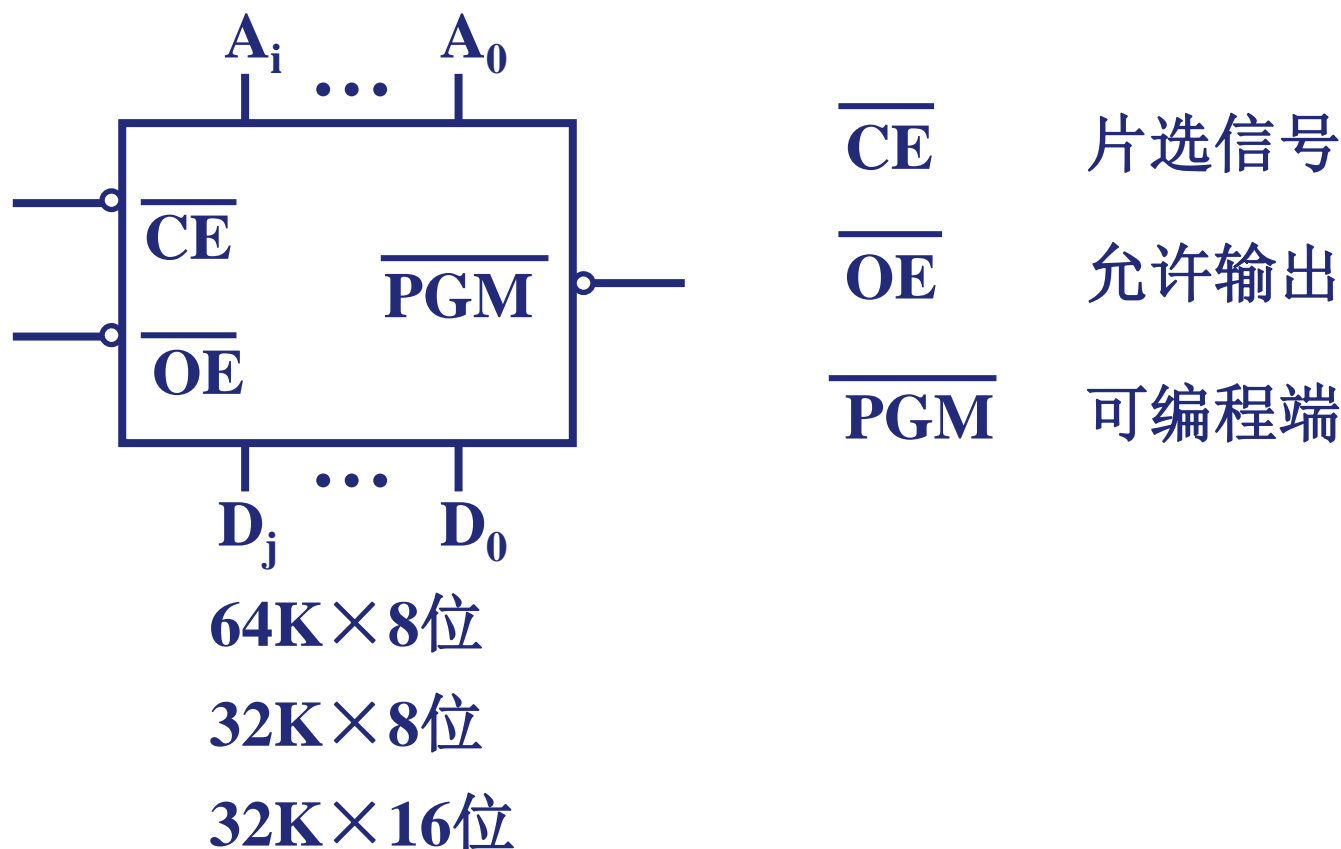 Ai ••• A0
CE
OE
PGM
Dj ••• D0
64K×8位
32K×8位
32K×16位
CE 片选信号
OE 允许输出
PGM 可编程端